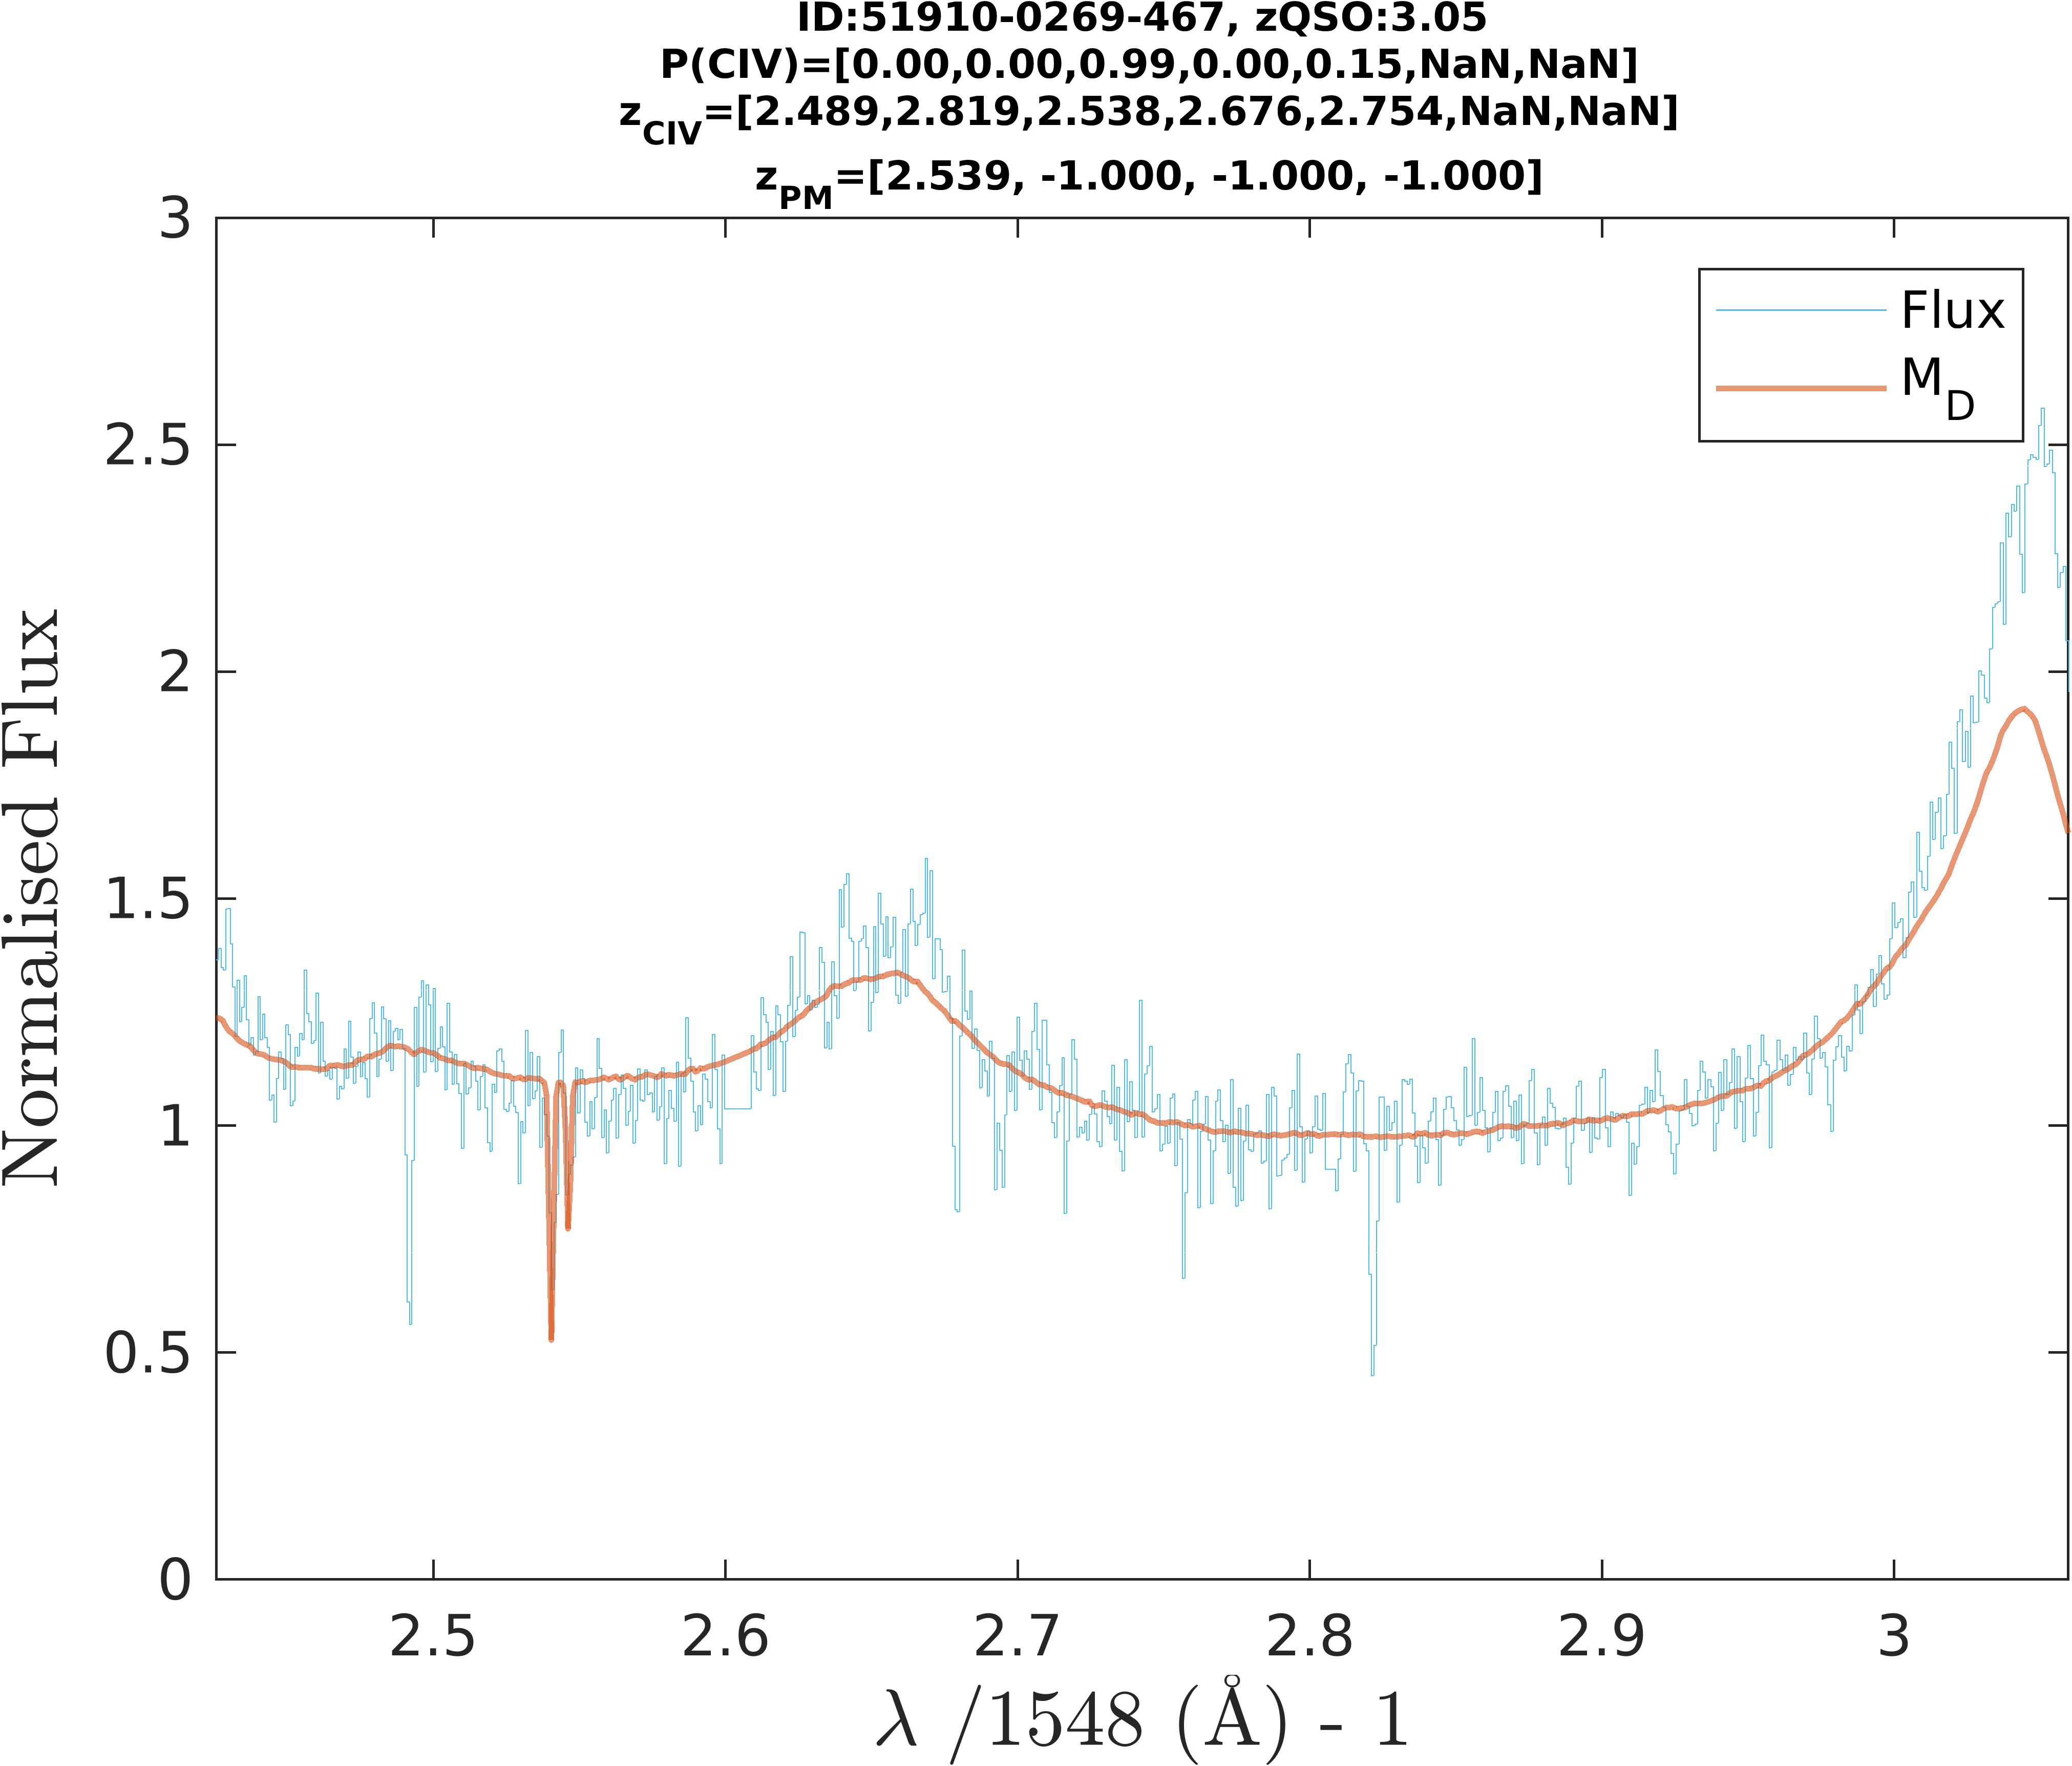 ID:51910-0269-467, zQSO:3.05
P(CIV)=[0.00,0.00,0.99,0.00,0.15,NaN,NaN]
zCIV=[2.489,2.819,2.538,2.676,2.754,NaN,NaN]
zPM=[2.539, -1.000, -1.000, -1.000]
3
2.5
2
1.5
1
0.5
0
Normalised Flux
Flux
MD
2.5 2.6 2.7 2.8 2.9 3
λ /1548 (Å) - 1